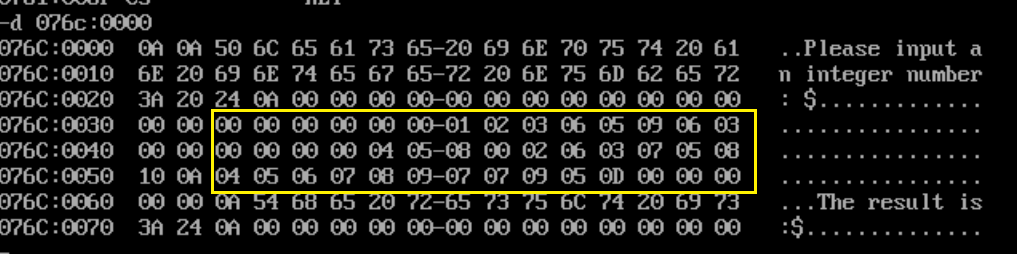 -d 076c:0000
076C:0000 0A 0A 50 6C 65 61 73 65-20 69 6E 70 75 74 20 61 ..Please input a
076C:0010 6E 20 69 6E 74 65 67 65-72 20 6E 75 6D 62 65 72 n integer number
076C:0020 3A 20 24 0A 00 00 00 00-00 00 00 00 00 00 00 00 : $.............
076C:0030 00 00 00 00 00 00 00 00-01 02 03 06 05 09 06 03 ................
076C:0040 00 00 00 00 00 00 04 05-08 00 02 06 03 07 05 08 ................
076C:0050 10 0A 04 05 06 07 08 09-07 07 09 05 0D 00 00 00 ................
076C:0060 00 00 0A 54 68 65 20 72-65 73 75 6C 74 20 69 73 ...The result is
076C:0070 3A 24 0A 00 00 00 00 00-00 00 00 00 00 00 00 00 :$..............